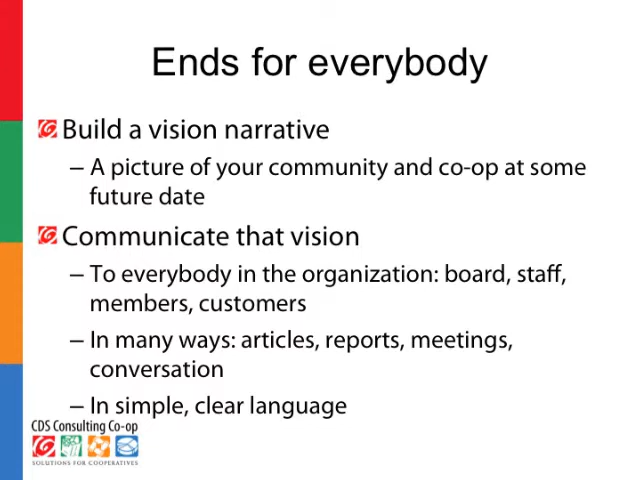 Ends for everybody
Build a vision narrative
– A picture of your community and co-op at some
future date
Communicate that vision
– To everybody in the organization: board, staff,
members, customers
– In many ways: articles, reports, meetings,
conversation
– In simple, clear language
CDS Consulting Co-op
SOLUTIONS FOR COOPERATIVES